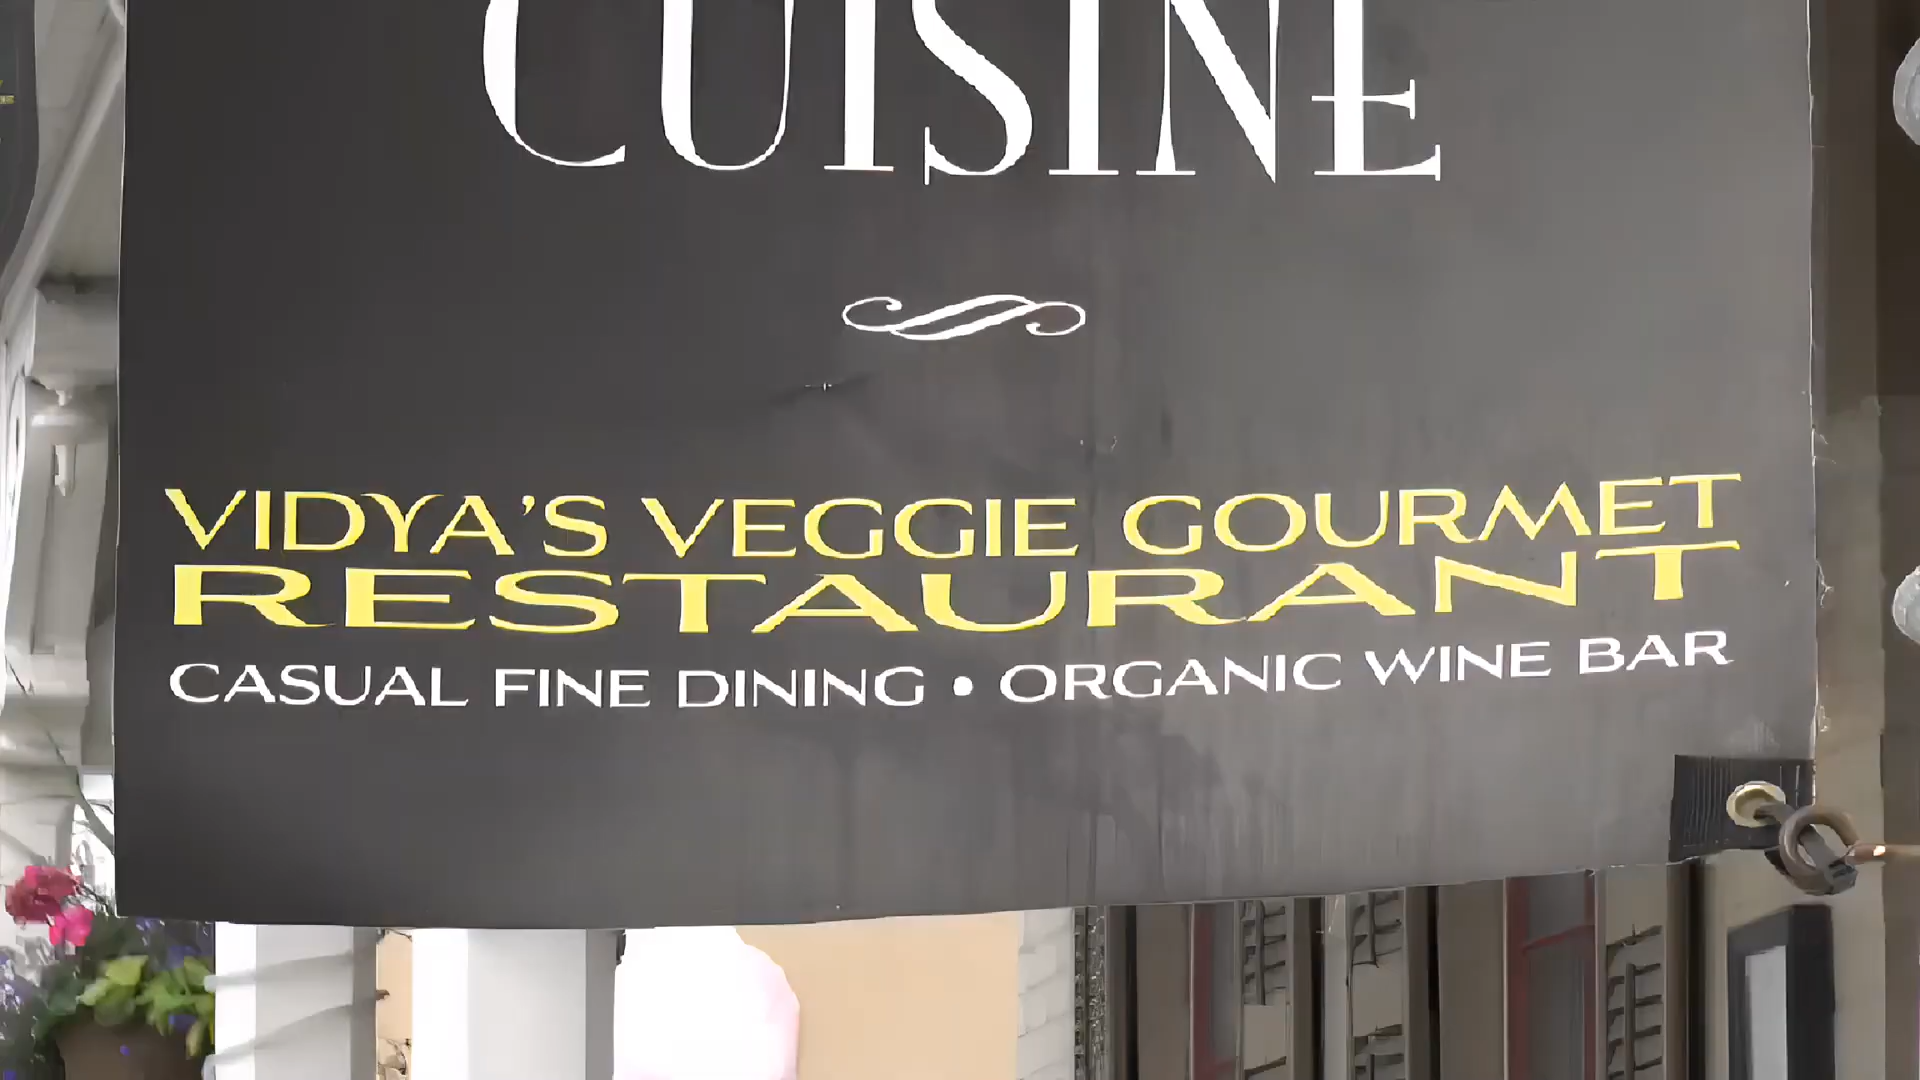 CUISINE
VIDYA'S VEGGIE GOURMET
RESTAURANT
CASUAL FINE DINING • ORGANIC WINE BAR